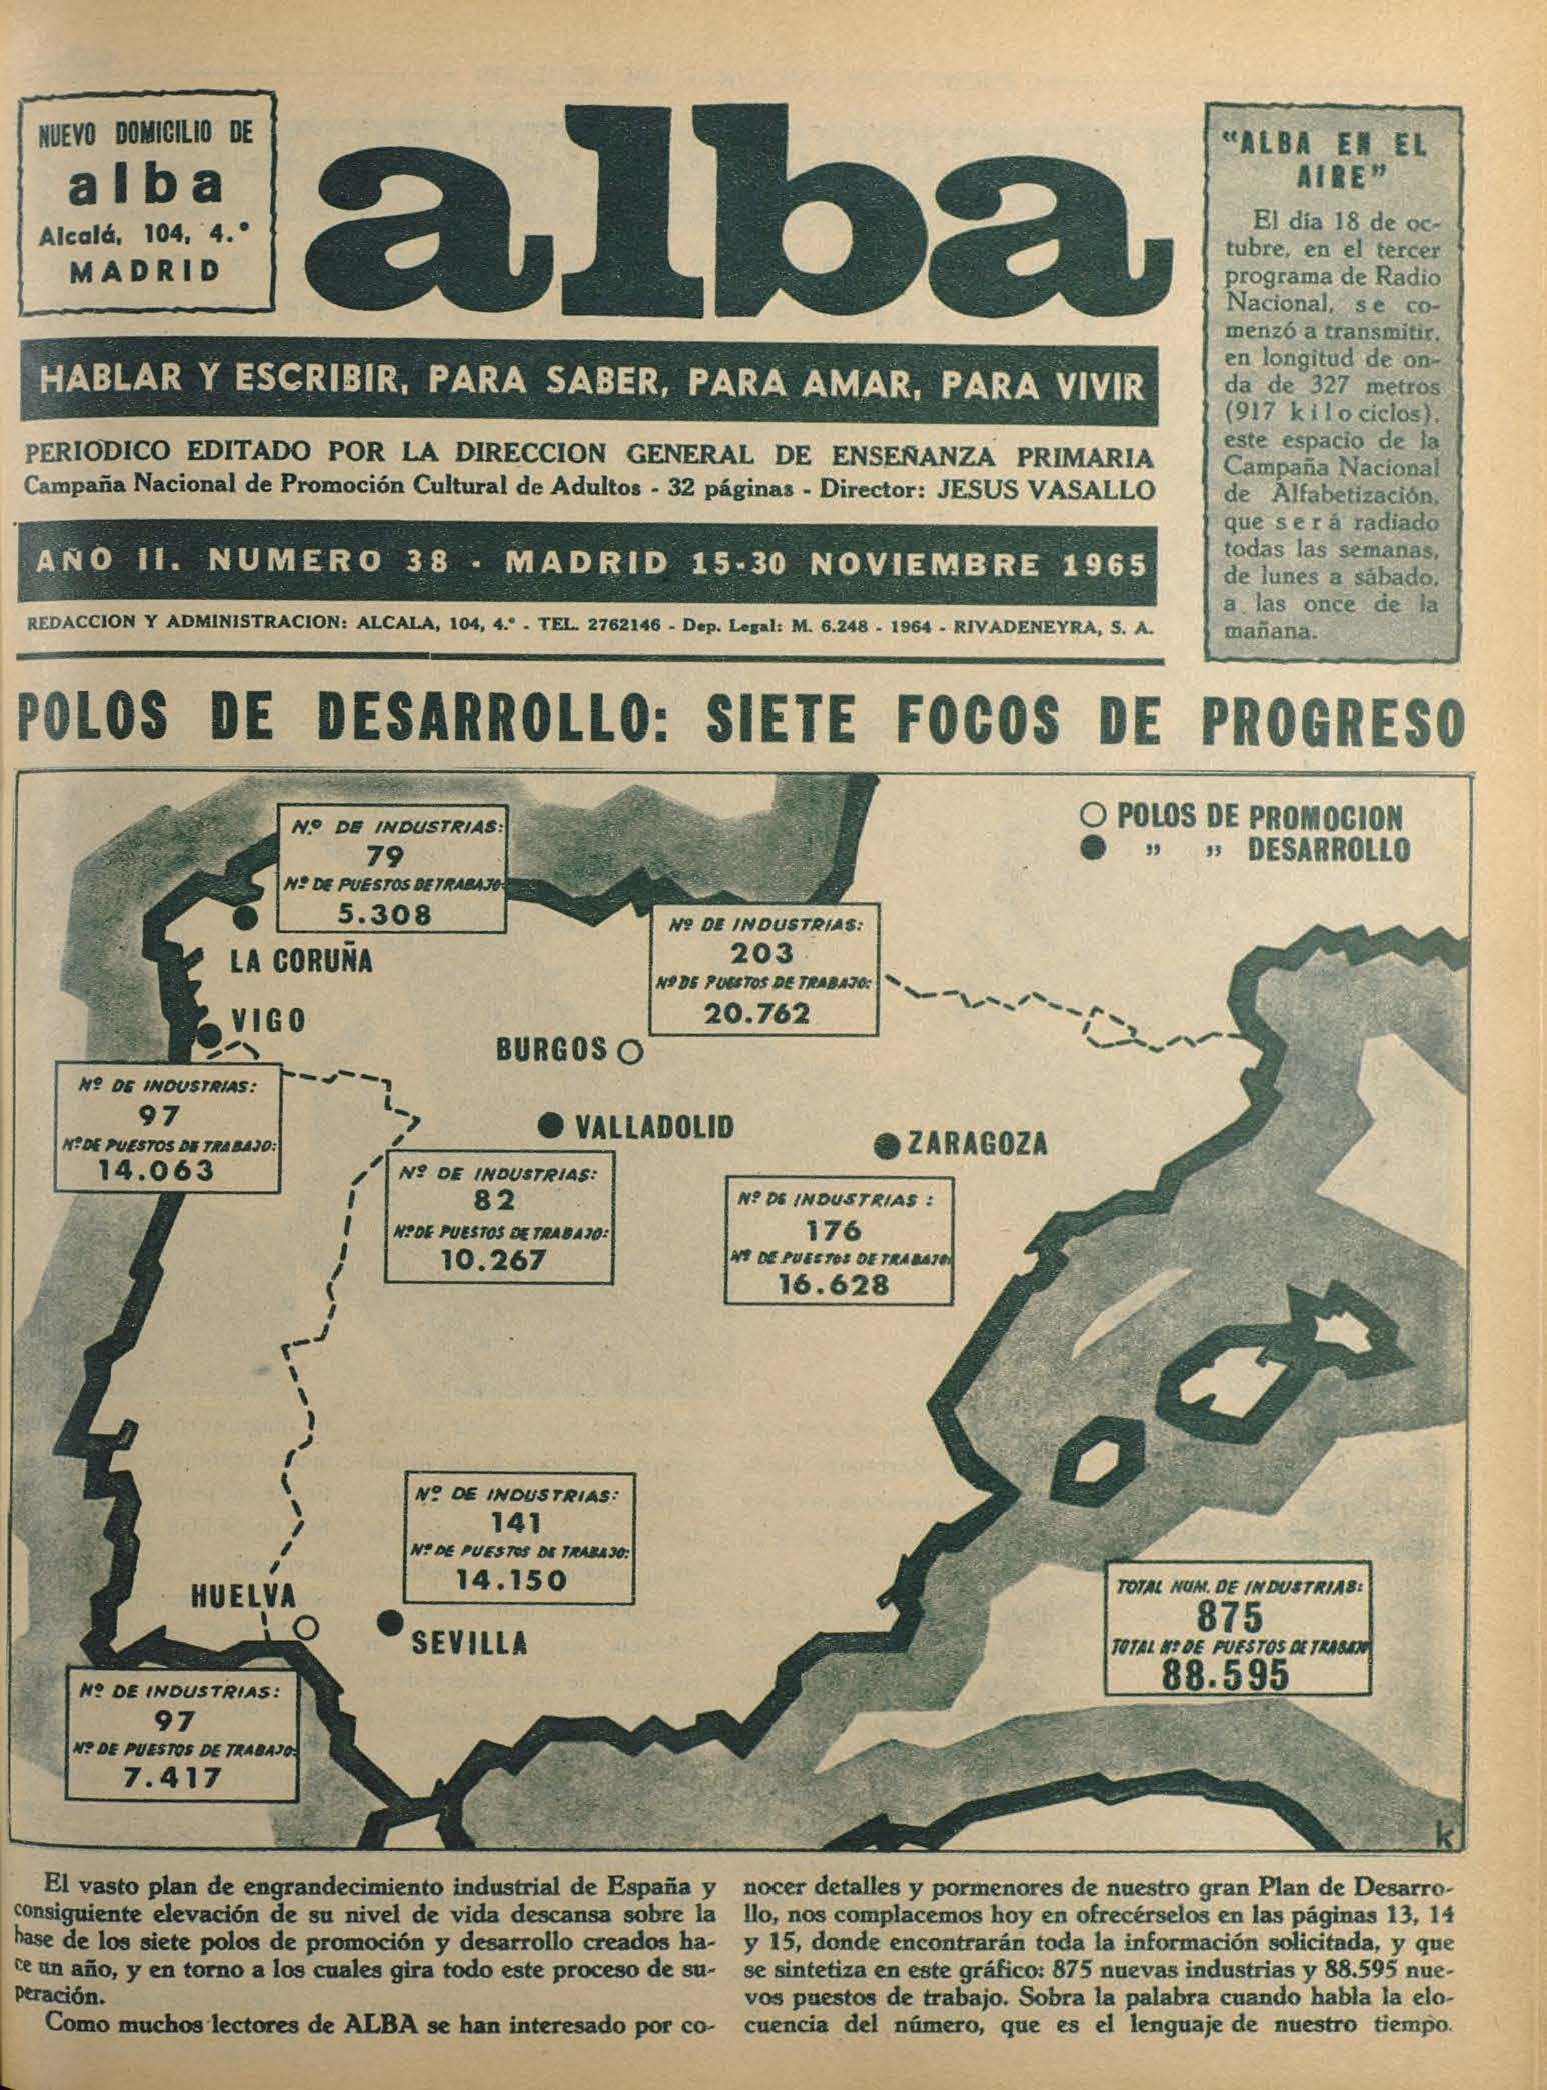 NUEVO DOMICILIO DE
alba
Alcalá, 104, 4.°
MADRID
alba
HABLAR Y ESCRIBIR, PARA SABER, PARA AMAR, PARA VIVIR
PERIODICO EDITADO POR LA DIRECCION GENERAL DE ENSEÑANZA PRIMARIA
Campaña Nacional de Promoción Cultural de Adultos - 32 páginas - Director: JESUS VASALLO
AÑO II. NUMERO 38 - MADRID 15-30 NOVIEMBRE 1965
REDACCION Y ADMINISTRACION: ALCALA, 104, 4.° - TEL. 2762146 - Dep. Legal: M. 6.248 - 1964 - RIVADENEYRA, S. A.
"ALBA EN EL
AIRE"
El día 18 de oc-
tubre, en el tercer
programa de Radio
Nacional, se co-
menzó a transmitir,
en longitud de on-
da de 327 metros
(917 kilociclos),
este espacio de la
Campaña Nacional
de Alfabetización,
que será radiado
todas las semanas,
de lunes a sábado,
a las once de la
mañana.
POLOS DE DESARROLLO: SIETE FOCOS DE PROGRESO
POLOS DE PROMOCION
" " DESARROLLO
N.º DE INDUSTRIAS:
79
Nº DE PUESTOS DE TRABAJO:
5.308
LA CORUÑA
Nº DE INDUSTRIAS:
203
Nº DE PUESTOS DE TRABAJO:
20.762
VIGO
BURGOS
Nº DE INDUSTRIAS:
97
Nº DE PUESTOS DE TRABAJO:
14.063
VALLADOLID
ZARAGOZA
Nº DE INDUSTRIAS:
82
Nº DE PUESTOS DE TRABAJO:
10.267
Nº DE INDUSTRIAS :
176
Nº DE PUESTOS DE TRABAJO:
16.628
Nº DE INDUSTRIAS:
141
Nº DE PUESTOS DE TRABAJO:
14.150
HUELVA
SEVILLA
Nº DE INDUSTRIAS:
97
Nº DE PUESTOS DE TRABAJO:
7.417
TOTAL NUM. DE INDUSTRIAS:
875
TOTAL Nº DE PUESTOS DE TRABAJO
88.595
k
El vasto plan de engrandecimiento industrial de España y
consiguiente elevación de su nivel de vida descansa sobre la
base de los siete polos de promoción y desarrollo creados ha-
ce un año, y en torno a los cuales gira todo este proceso de su-
peración.
Como muchos lectores de ALBA se han interesado por co-
nocer detalles y pormenores de nuestro gran Plan de Desarro-
llo, nos complacemos hoy en ofrecérselos en las páginas 13, 14
y 15, donde encontrarán toda la información solicitada, y que
se sintetiza en este gráfico: 875 nuevas industrias y 88.595 nue-
vos puestos de trabajo. Sobra la palabra cuando habla la elo-
cuencia del número, que es el lenguaje de nuestro tiempo.